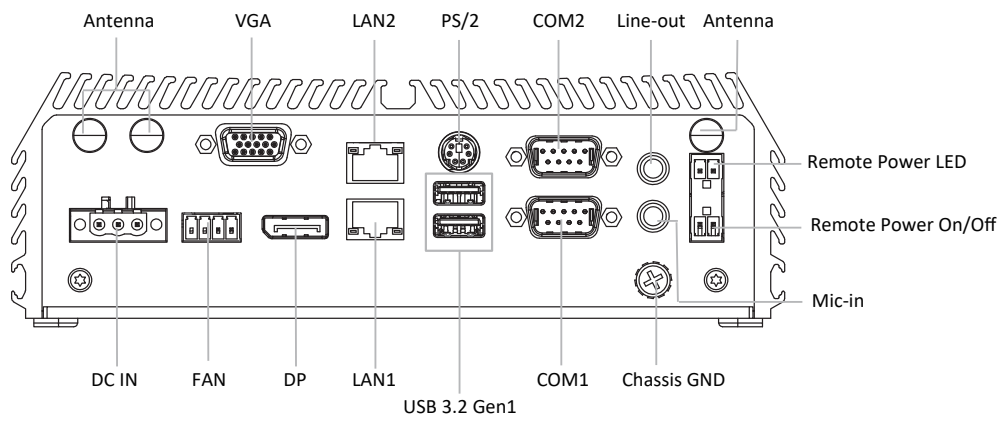 Antenna
VGA
LAN2
PS/2
COM2
Line-out
Antenna
Remote Power LED
Remote Power On/Off
Mic-in
DC IN
FAN
DP
LAN1
USB 3.2 Gen1
COM1
Chassis GND